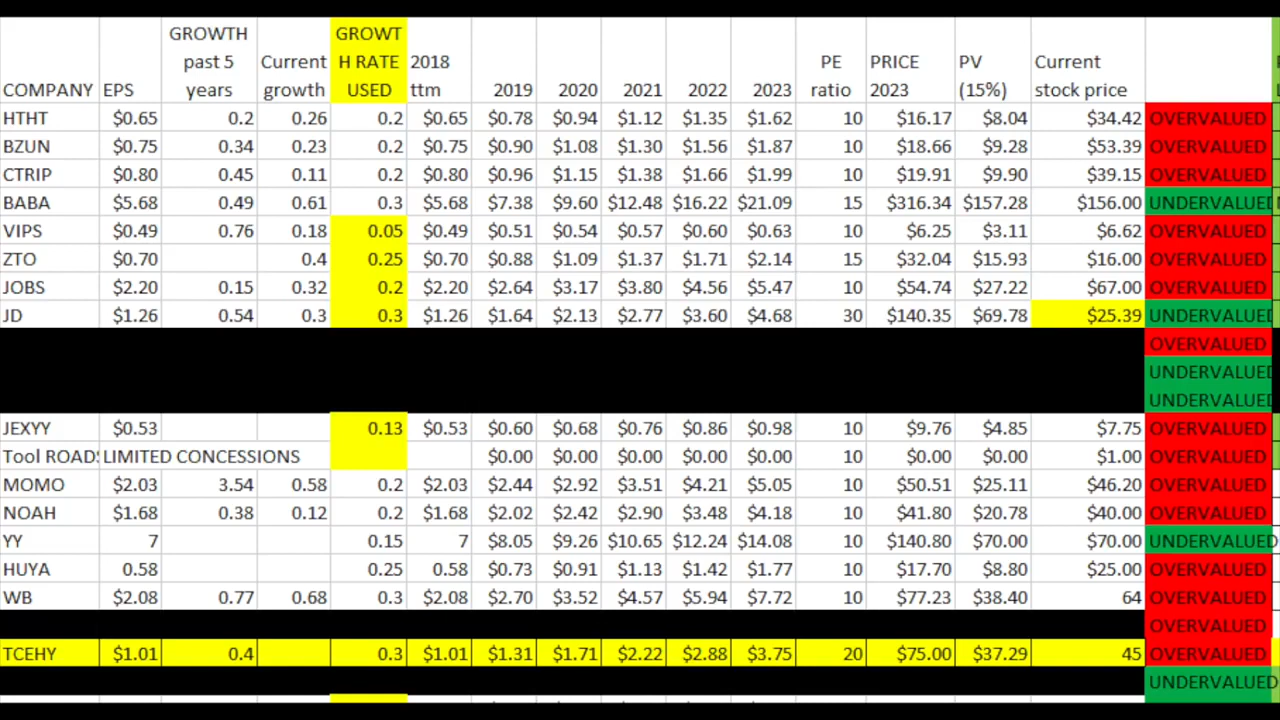 COMPANY EPS GROWTH past 5 years Current growth GROWT H RATE USED 2018 ttm 2019 2020 2021 2022 2023 PE ratio PRICE 2023 PV (15%) Current stock price
HTHT $0.65 0.2 0.26 0.2 $0.65 $0.78 $0.94 $1.12 $1.35 $1.62 10 $16.17 $8.04 $34.42 OVERVALUED
BZUN $0.75 0.34 0.23 0.2 $0.75 $0.90 $1.08 $1.30 $1.56 $1.87 10 $18.66 $9.28 $53.39 OVERVALUED
CTRIP $0.80 0.45 0.11 0.2 $0.80 $0.96 $1.15 $1.38 $1.66 $1.99 10 $19.91 $9.90 $39.15 OVERVALUED
BABA $5.68 0.49 0.61 0.3 $5.68 $7.38 $9.60 $12.48 $16.22 $21.09 15 $316.34 $157.28 $156.00 UNDERVALUED
VIPS $0.49 0.76 0.18 0.05 $0.49 $0.51 $0.54 $0.57 $0.60 $0.63 10 $6.25 $3.11 $6.62 OVERVALUED
ZTO $0.70 0.4 0.25 $0.70 $0.88 $1.09 $1.37 $1.71 $2.14 15 $32.04 $15.93 $16.00 OVERVALUED
JOBS $2.20 0.15 0.32 0.2 $2.20 $2.64 $3.17 $3.80 $4.56 $5.47 10 $54.74 $27.22 $67.00 OVERVALUED
JD $1.26 0.54 0.3 0.3 $1.26 $1.64 $2.13 $2.77 $3.60 $4.68 30 $140.35 $69.78 $25.39 UNDERVALUED
OVERVALUED
UNDERVALUED
UNDERVALUED
JEXYY $0.53 0.13 $0.53 $0.60 $0.68 $0.76 $0.86 $0.98 10 $9.76 $4.85 $7.75 OVERVALUED
Tool ROADS LIMITED CONCESSIONS $0.00 $0.00 $0.00 $0.00 $0.00 10 $0.00 $0.00 $1.00 OVERVALUED
MOMO $2.03 3.54 0.58 0.2 $2.03 $2.44 $2.92 $3.51 $4.21 $5.05 10 $50.51 $25.11 $46.20 OVERVALUED
NOAH $1.68 0.38 0.12 0.2 $1.68 $2.02 $2.42 $2.90 $3.48 $4.18 10 $41.80 $20.78 $40.00 OVERVALUED
YY 7 0.15 7 $8.05 $9.26 $10.65 $12.24 $14.08 10 $140.80 $70.00 $70.00 UNDERVALUED
HUYA 0.58 0.25 0.58 $0.73 $0.91 $1.13 $1.42 $1.77 10 $17.70 $8.80 $25.00 OVERVALUED
WB $2.08 0.77 0.68 0.3 $2.08 $2.70 $3.52 $4.57 $5.94 $7.72 10 $77.23 $38.40 64 OVERVALUED
OVERVALUED
TCEHY $1.01 0.4 0.3 $1.01 $1.31 $1.71 $2.22 $2.88 $3.75 20 $75.00 $37.29 45 OVERVALUED
UNDERVALUED